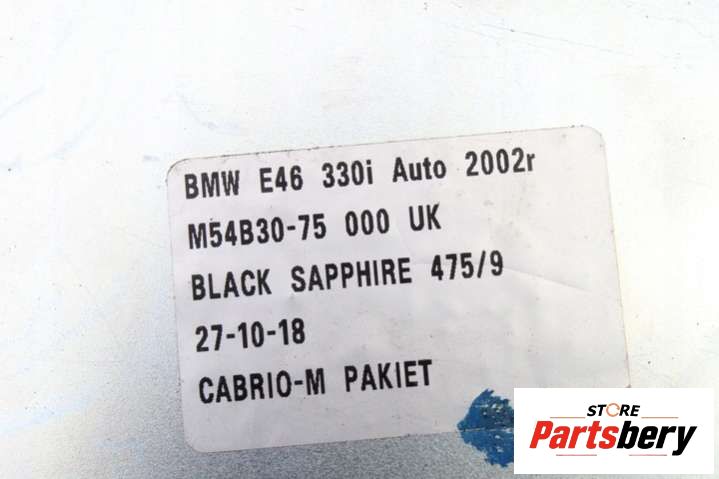 BMW E46 330i Auto 2002r
M54B30-75 000 UK
BLACK SAPPHIRE 475/9
27-10-18
CABRIO-M PAKIET
STORE
Partsbery